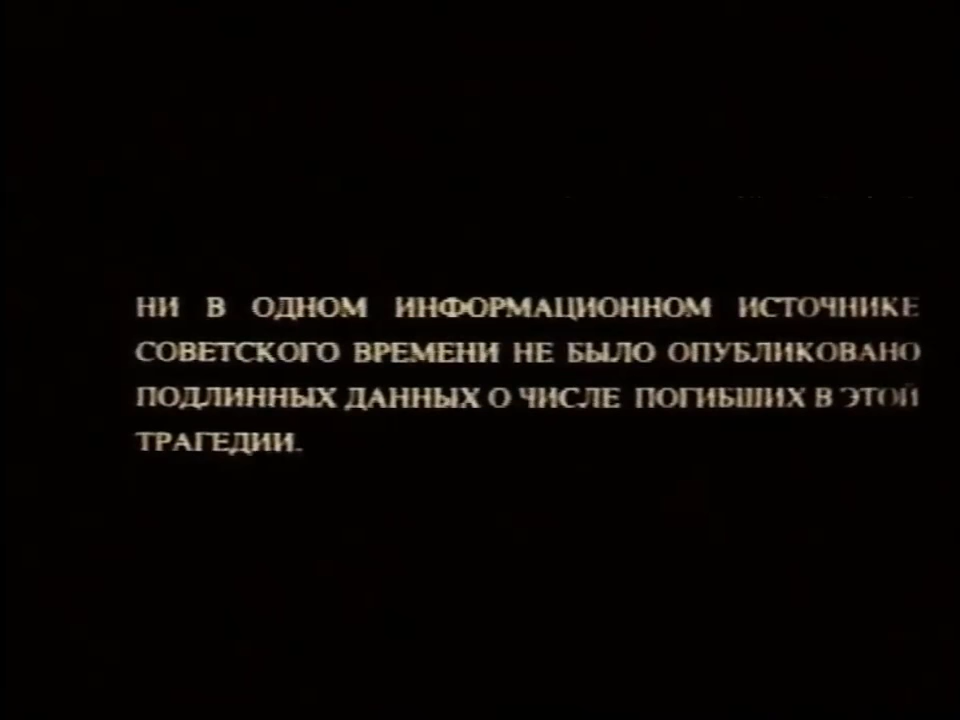 НИ В ОДНОМ ИНФОРМАЦИОННОМ ИСТОЧНИКЕ
СОВЕТСКОГО ВРЕМЕНИ НЕ БЫЛО ОПУБЛИКОВАНО
ПОДЛИННЫХ ДАННЫХ О ЧИСЛЕ ПОГИБШИХ В ЭТОЙ
ТРАГЕДИИ.